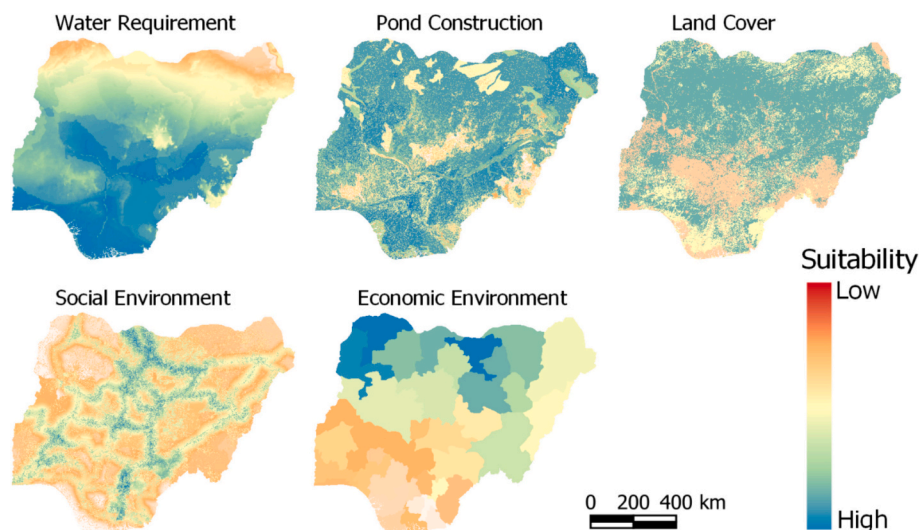 Water Requirement
Pond Construction
Land Cover
Social Environment
Economic Environment
Suitability
Low
High
0 200 400 km